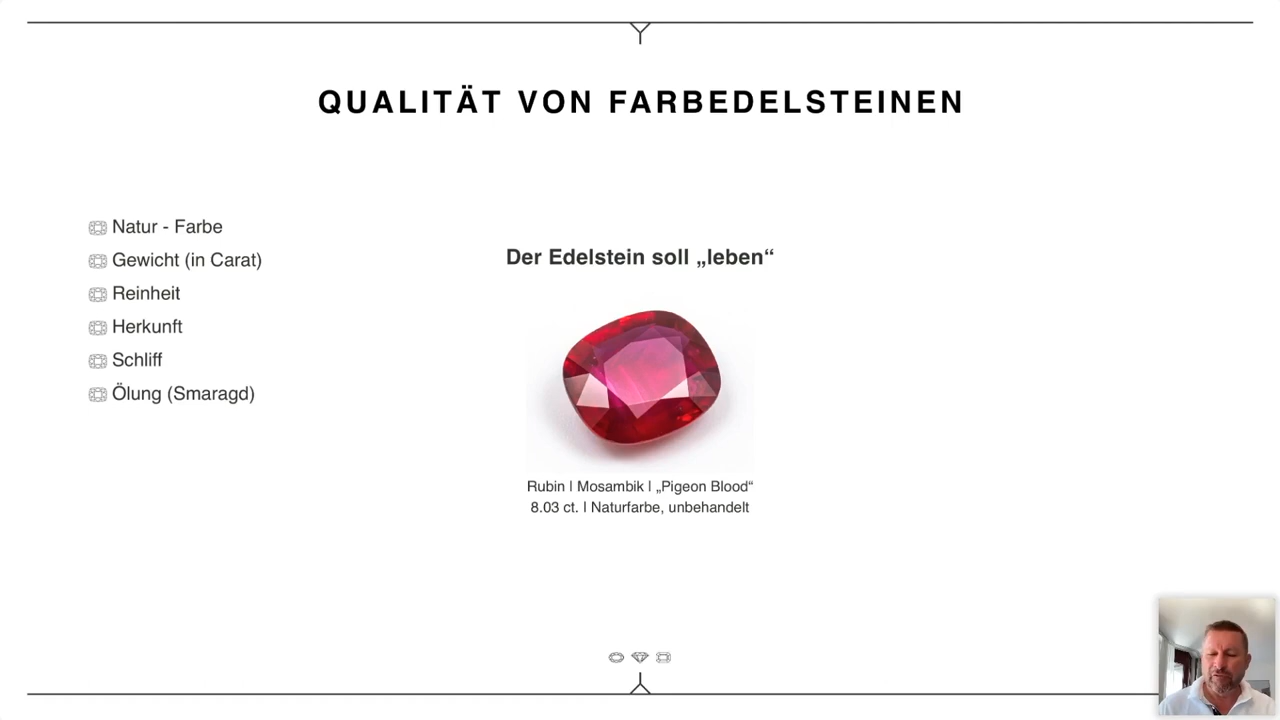 QUALITÄT VON FARBEDELSTEINEN
Natur - Farbe
Gewicht (in Carat)
Reinheit
Herkunft
Schliff
Ölung (Smaragd)
Der Edelstein soll „leben“
Rubin | Mosambik | „Pigeon Blood“
8.03 ct. | Naturfarbe, unbehandelt